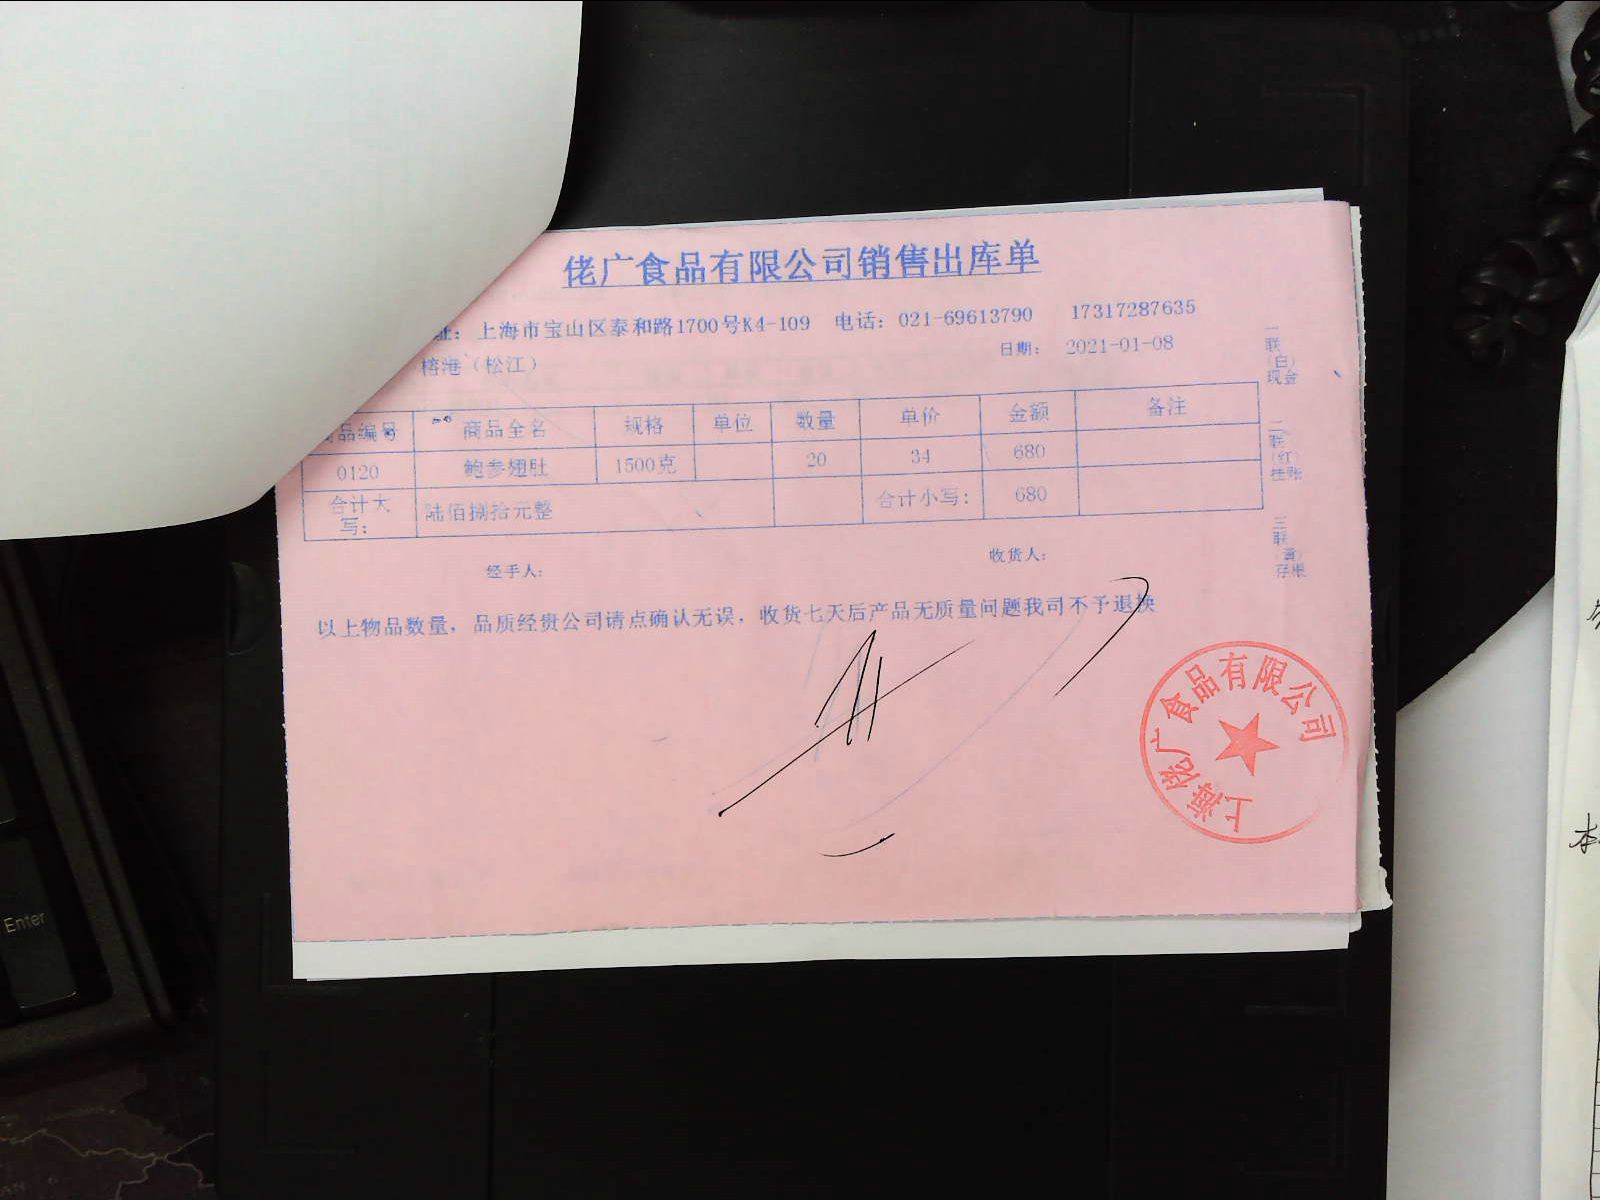 佬广食品有限公司销售出库单
址：上海市宝山区泰和路1700号K4-109 电话：021-69613790 17317287635
榕港（松江） 日期： 2021-01-08
品编号 商品全名 规格 单位 数量 单价 金额 备注
0120 鲍参翅肚 1500克 20 34 680
合计大写： 陆佰捌拾元整 合计小写： 680
经手人： 收货人：
以上物品数量，品质经贵公司请点确认无误，收货七天后产品无质量问题我司不予退换
一联（白）现金
二联（红）挂账
三联 存根
上海佬广食品有限公司
Enter
本